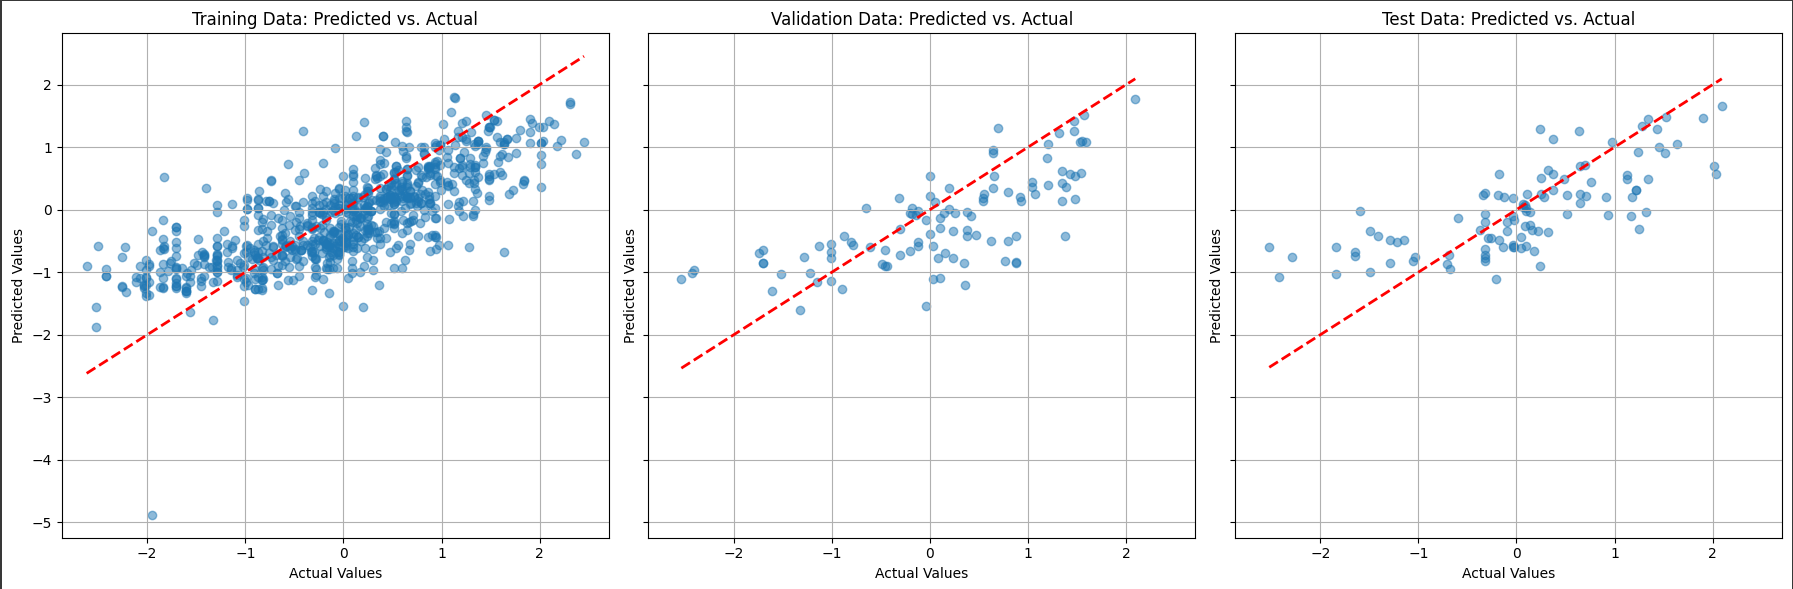 Training Data: Predicted vs. Actual
Validation Data: Predicted vs. Actual
Test Data: Predicted vs. Actual
2
1
0
−1
−2
−3
−4
−5
Predicted Values
Predicted Values
Predicted Values
−2 −1 0 1 2
−2 −1 0 1 2
−2 −1 0 1 2
Actual Values
Actual Values
Actual Values